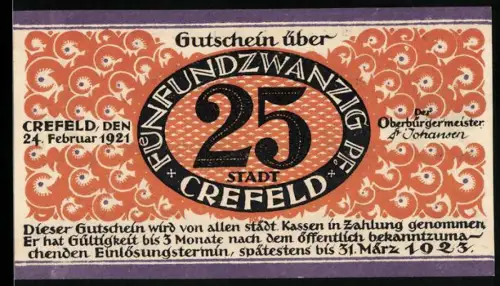 Gutschein über
FÜNFUNDZWANZIG PF.
25
STADT
CREFELD
CREFELD, DEN
24. Februar 1921
Der
Oberbürgermeister
Johansen
Dieser Gutschein wird von allen städt. Kassen in Zahlung genommen.
Er hat Gültigkeit bis 3 Monate nach dem öffentlich bekanntzuma-
chenden Einlösungstermin, spätestens bis 31. März 1923.